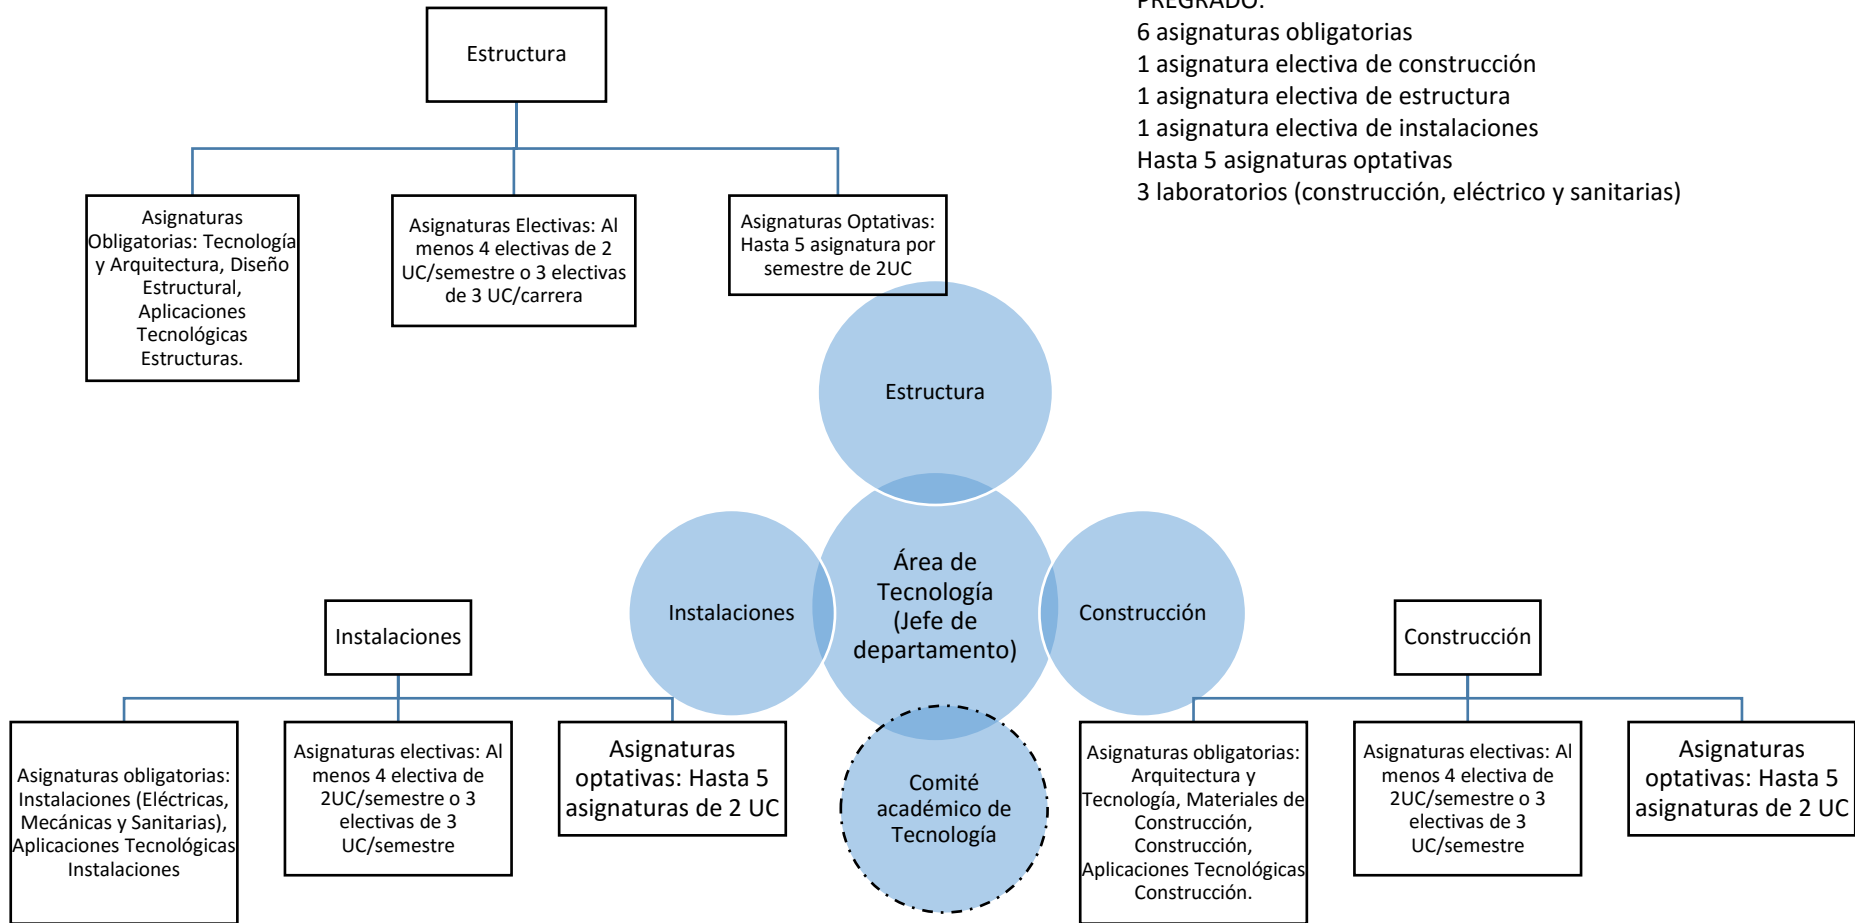 PREGRADO:
6 asignaturas obligatorias
1 asignatura electiva de construcción
1 asignatura electiva de estructura
1 asignatura electiva de instalaciones
Hasta 5 asignaturas optativas
3 laboratorios (construcción, eléctrico y sanitarias)
Estructura
Asignaturas
Obligatorias: Tecnología
y Arquitectura, Diseño
Estructural,
Aplicaciones
Tecnológicas
Estructuras.
Asignaturas Electivas: Al
menos 4 electivas de 2
UC/semestre o 3 electivas
de 3 UC/carrera
Asignaturas Optativas:
Hasta 5 asignatura por
semestre de 2UC
Estructura
Instalaciones
Área de
Tecnología
(Jefe de
departamento)
Construcción
Comité
académico de
Tecnología
Instalaciones
Asignaturas obligatorias:
Instalaciones (Eléctricas,
Mecánicas y Sanitarias),
Aplicaciones Tecnológicas
Instalaciones
Asignaturas electivas: Al
menos 4 electiva de
2UC/semestre o 3
electivas de 3
UC/semestre
Asignaturas
optativas: Hasta 5
asignaturas de 2 UC
Construcción
Asignaturas obligatorias:
Arquitectura y
Tecnología, Materiales de
Construcción,
Construcción,
Aplicaciones Tecnológicas
Construcción.
Asignaturas electivas: Al
menos 4 electiva de
2UC/semestre o 3
electivas de 3
UC/semestre
Asignaturas
optativas: Hasta 5
asignaturas de 2 UC